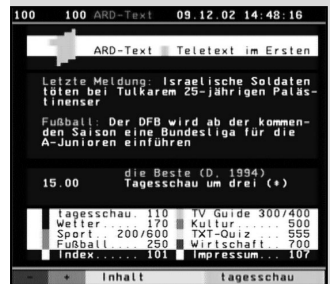 100 100 ARD-Text 09.12.02 14:48:16
ARD-Text Teletext im Ersten
Letzte Meldung: Israelische Soldaten
töten bei Tulkarem 25-jährigen Paläs-
tinenser
Fußball: Der DFB wird ab der kommen-
den Saison eine Bundesliga für die
A-Junioren einführen
die Beste (D, 1994)
15.00 Tagesschau um drei (*)
tagesschau. 110 TV Guide 300/400
Wetter..... 170 Kultur..... 500
Sport.. 200/600 TXT-Quiz ... 555
Fußball.... 250 Wirtschaft.. 700
Index...... 101 Impressum... 107
- + Inhalt tagesschau